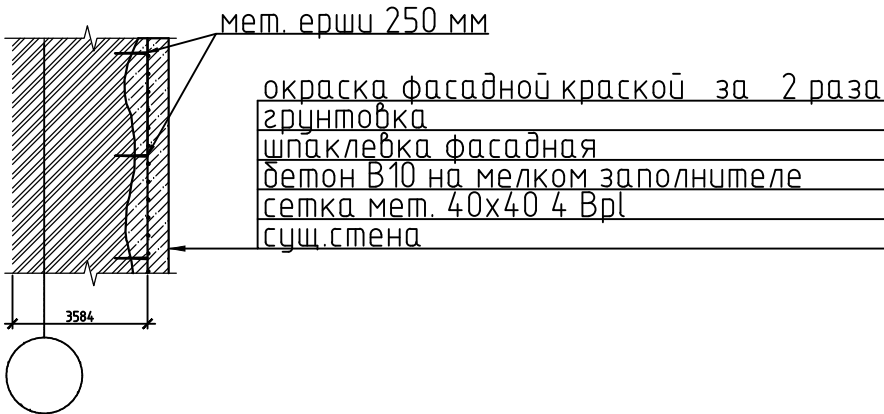 мет. ерши 250 мм
окраска фасадной краской за 2 раза
грунтовка
шпаклевка фасадная
бетон В10 на мелком заполнителе
сетка мет. 40х40 4 Вpl
сущ.стена
3584